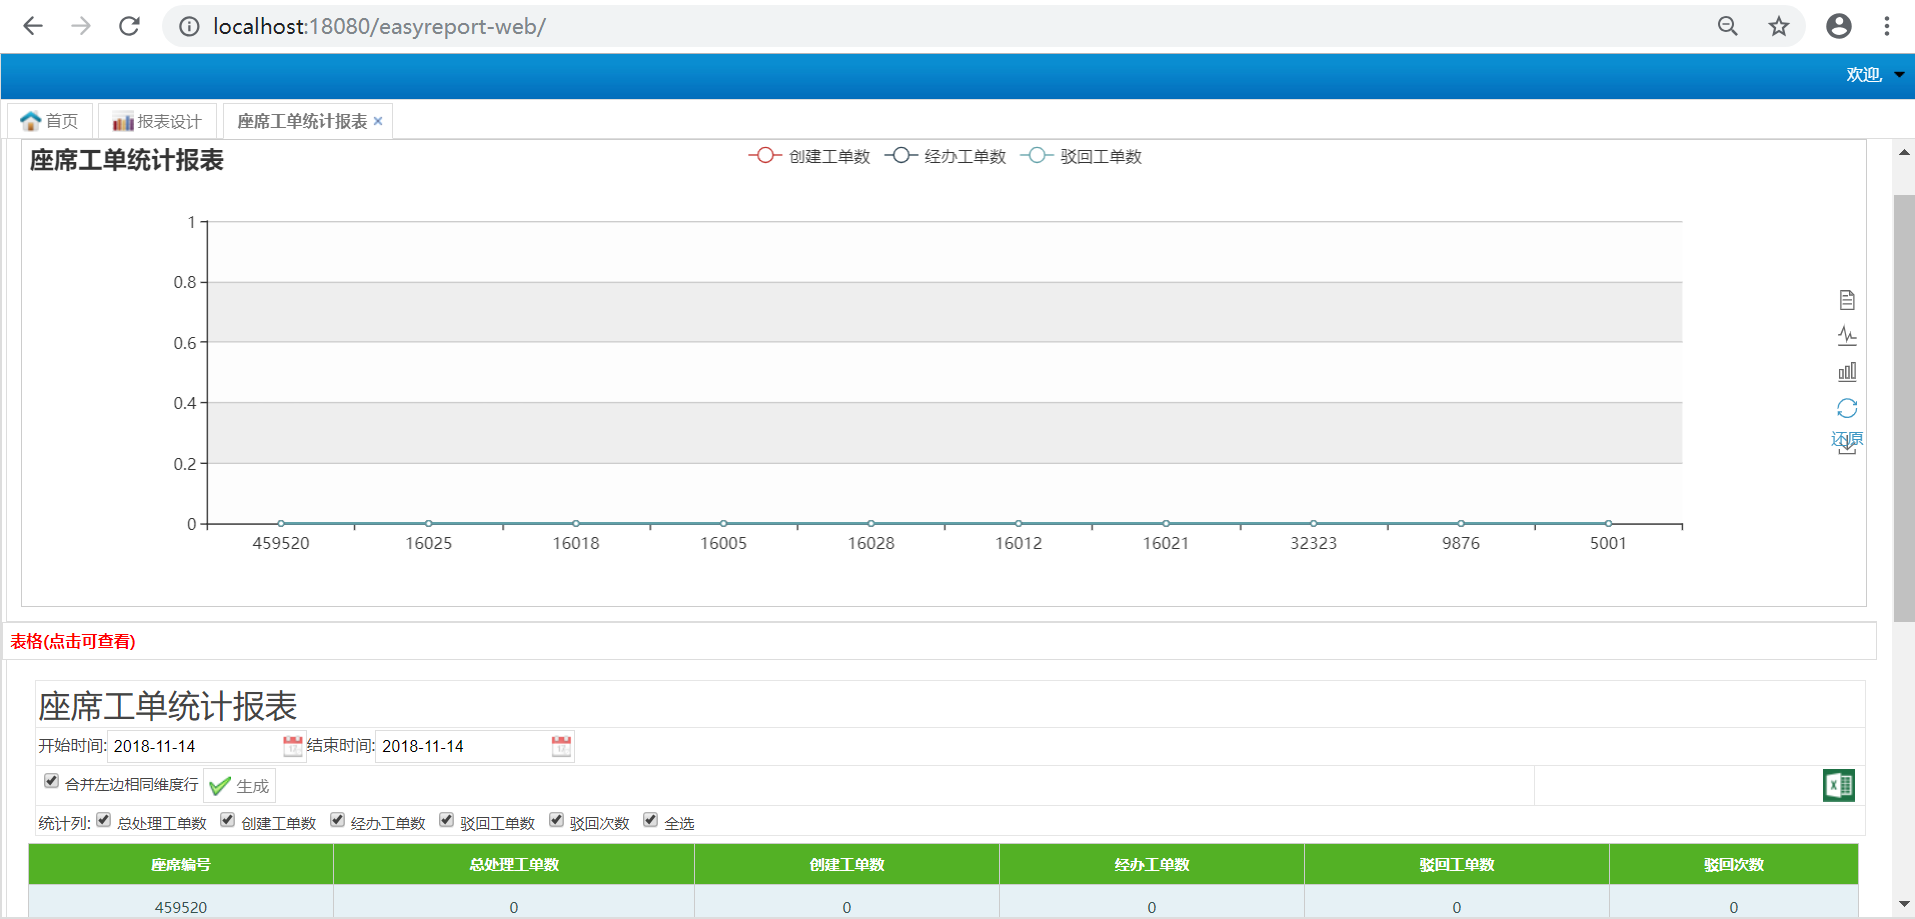 localhost:18080/easyreport-web/
欢迎,
首页 报表设计 座席工单统计报表 ×
座席工单统计报表 创建工单数 经办工单数 驳回工单数
1
0.8
0.6
0.4
0.2
0
459520 16025 16018 16005 16028 16012 16021 32323 9876 5001
还原
表格(点击可查看)
座席工单统计报表
开始时间: 2018-11-14 结束时间: 2018-11-14
合并左边相同维度行 生成
统计列: 总处理工单数 创建工单数 经办工单数 驳回工单数 驳回次数 全选
座席编号 总处理工单数 创建工单数 经办工单数 驳回工单数 驳回次数
459520 0 0 0 0 0